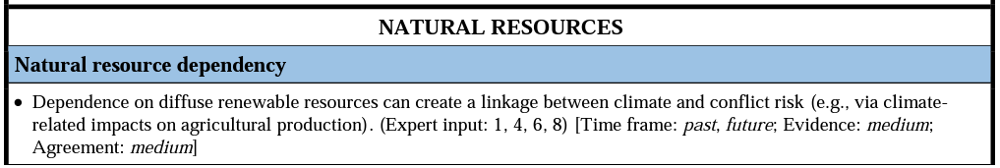 NATURAL RESOURCES
Natural resource dependency
• Dependence on diffuse renewable resources can create a linkage between climate and conflict risk (e.g., via climate-
related impacts on agricultural production). (Expert input: 1, 4, 6, 8) [Time frame: past, future; Evidence: medium;
Agreement: medium]